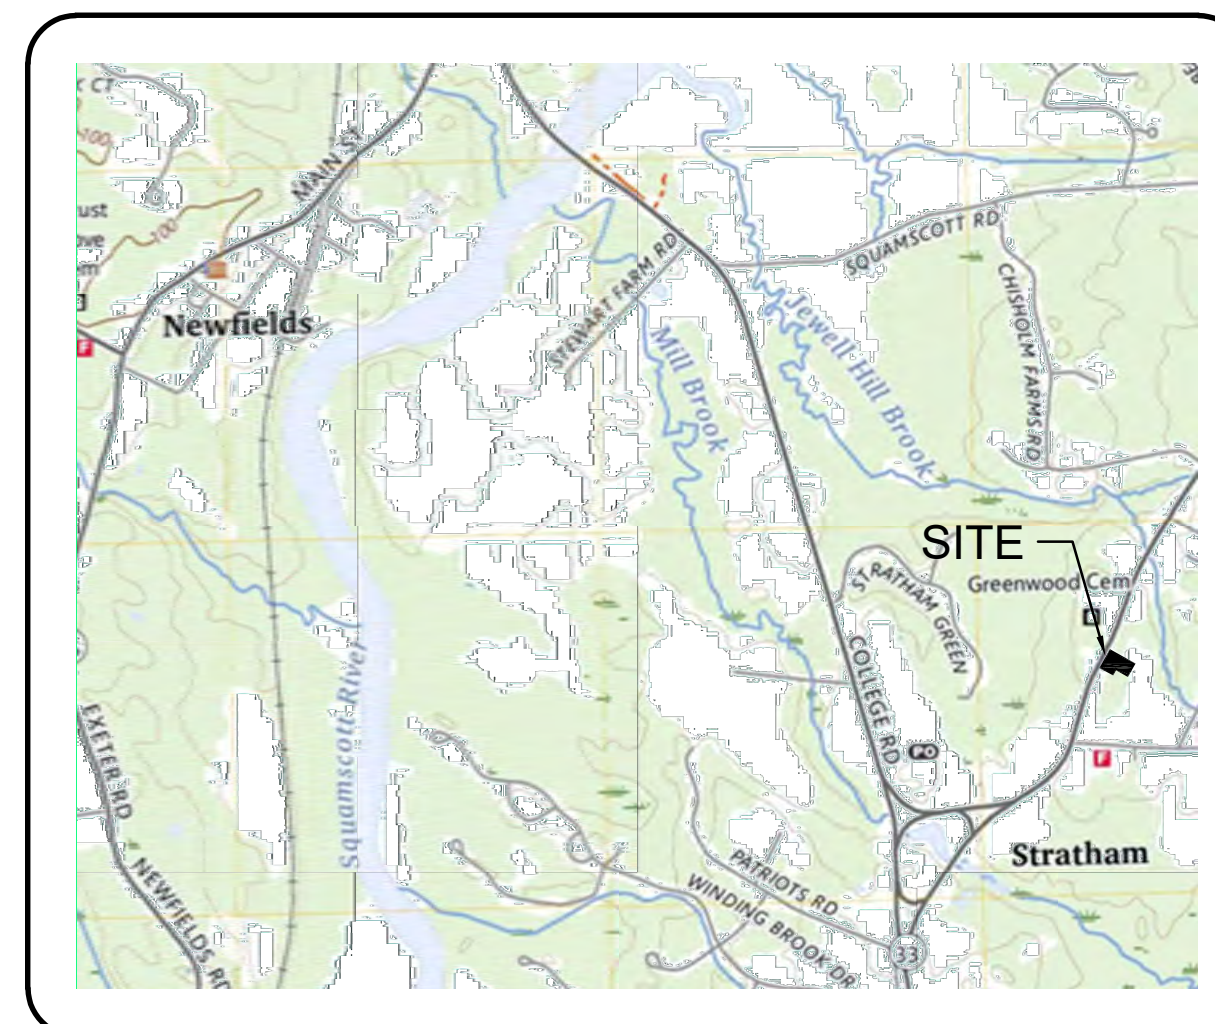 CT
100
MAIN ST
100
Newfields
F
STEWART FARM RD
SQUAMSCOTT RD
CHISHOLM FARMS RD
Jewell Hill Brook
Mill Brook
SITE
Greenwood Cem
STRATHAM GREEN
COLLEGE RD
PO
F
Squamscott River
EXETER RD
NEWFIELDS RD
Stratham
PATRIOTS RD
WINDING BROOK DR
33